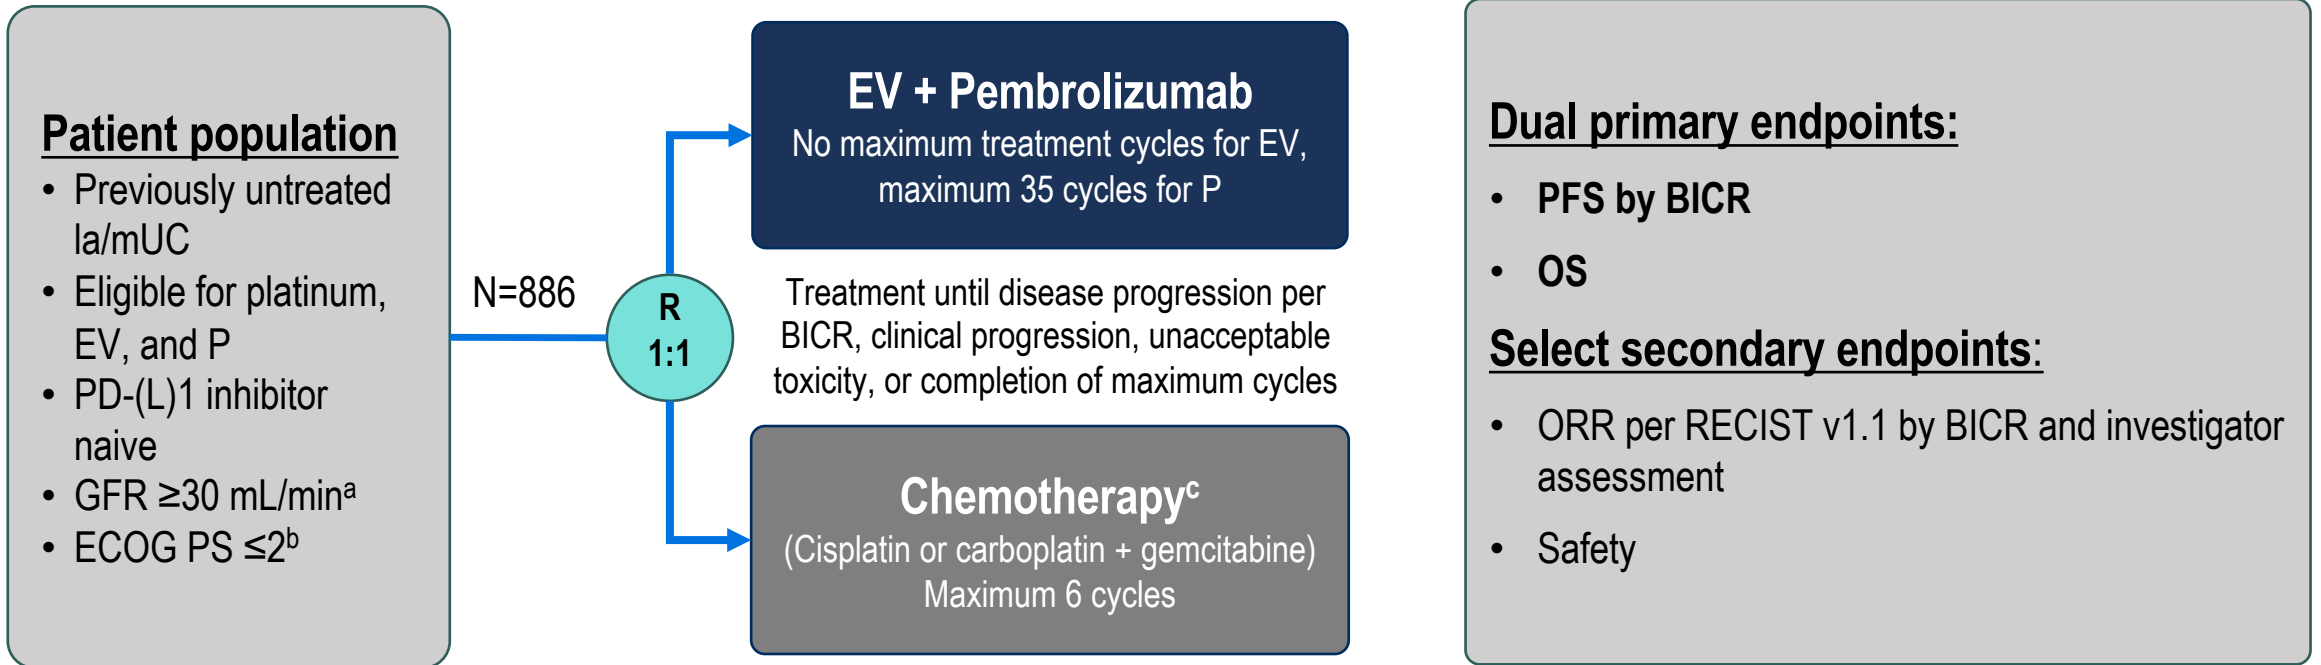 Patient population
• Previously untreated
la/mUC
• Eligible for platinum,
EV, and P
• PD-(L)1 inhibitor
naive
• GFR ≥30 mL/minᵃ
• ECOG PS ≤2ᵇ
N=886
R
1:1
EV + Pembrolizumab
No maximum treatment cycles for EV,
maximum 35 cycles for P
Treatment until disease progression per
BICR, clinical progression, unacceptable
toxicity, or completion of maximum cycles
Chemotherapyᶜ
(Cisplatin or carboplatin + gemcitabine)
Maximum 6 cycles
Dual primary endpoints:
• PFS by BICR
• OS
Select secondary endpoints:
• ORR per RECIST v1.1 by BICR and investigator
assessment
• Safety